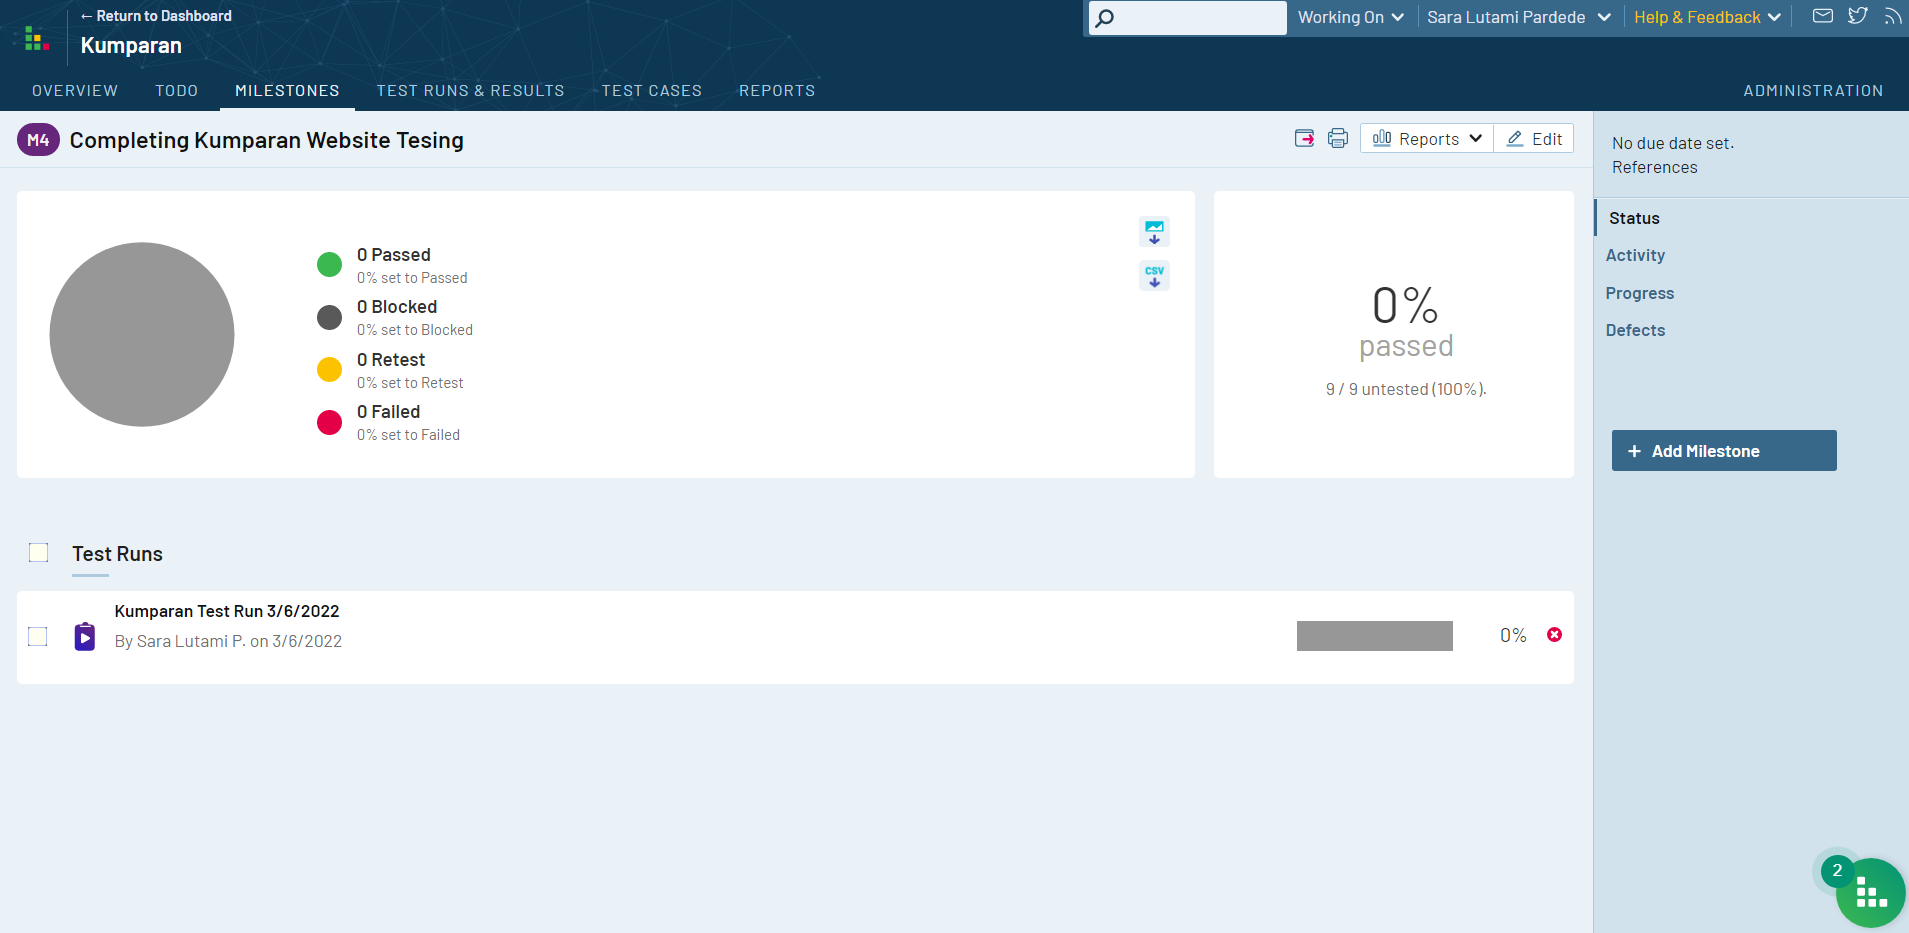 ← Return to Dashboard
Kumparan
Working On
Sara Lutami Pardede
Help & Feedback
OVERVIEW
TODO
MILESTONES
TEST RUNS & RESULTS
TEST CASES
REPORTS
ADMINISTRATION
M4
Completing Kumparan Website Tesing
Reports
Edit
No due date set.
References
Status
Activity
Progress
Defects
+ Add Milestone
0 Passed
0% set to Passed
0 Blocked
0% set to Blocked
0 Retest
0% set to Retest
0 Failed
0% set to Failed
CSV
0%
passed
9 / 9 untested (100%).
Test Runs
Kumparan Test Run 3/6/2022
By Sara Lutami P. on 3/6/2022
0%
2